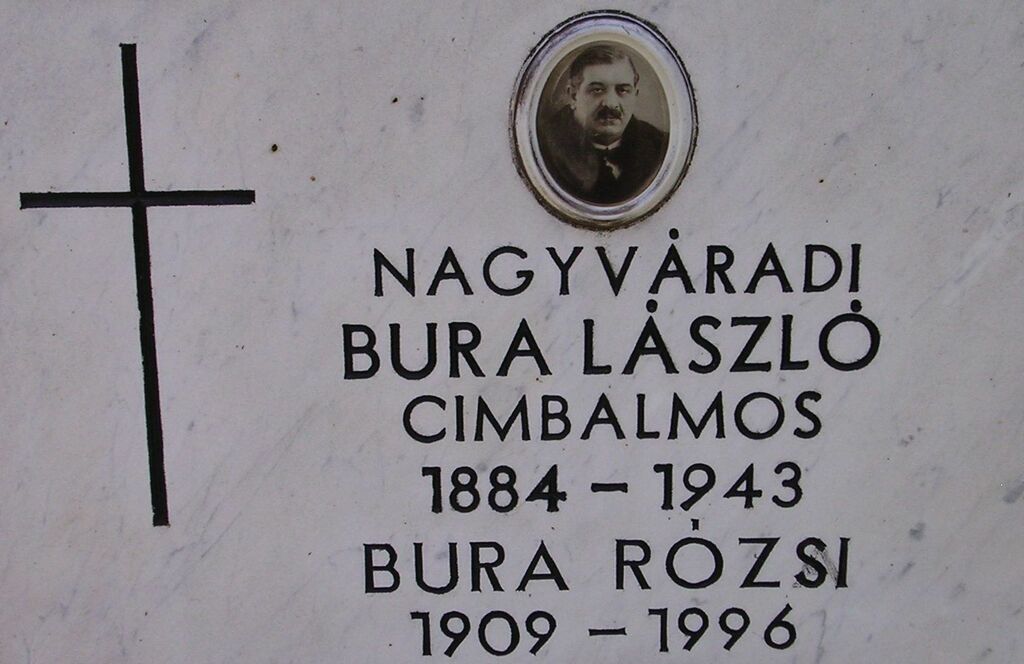 NAGYVÁRADI
BURA LÁSZLÓ
CIMBALMOS
1884 – 1943
BURA RÓZSI
1909 – 1996